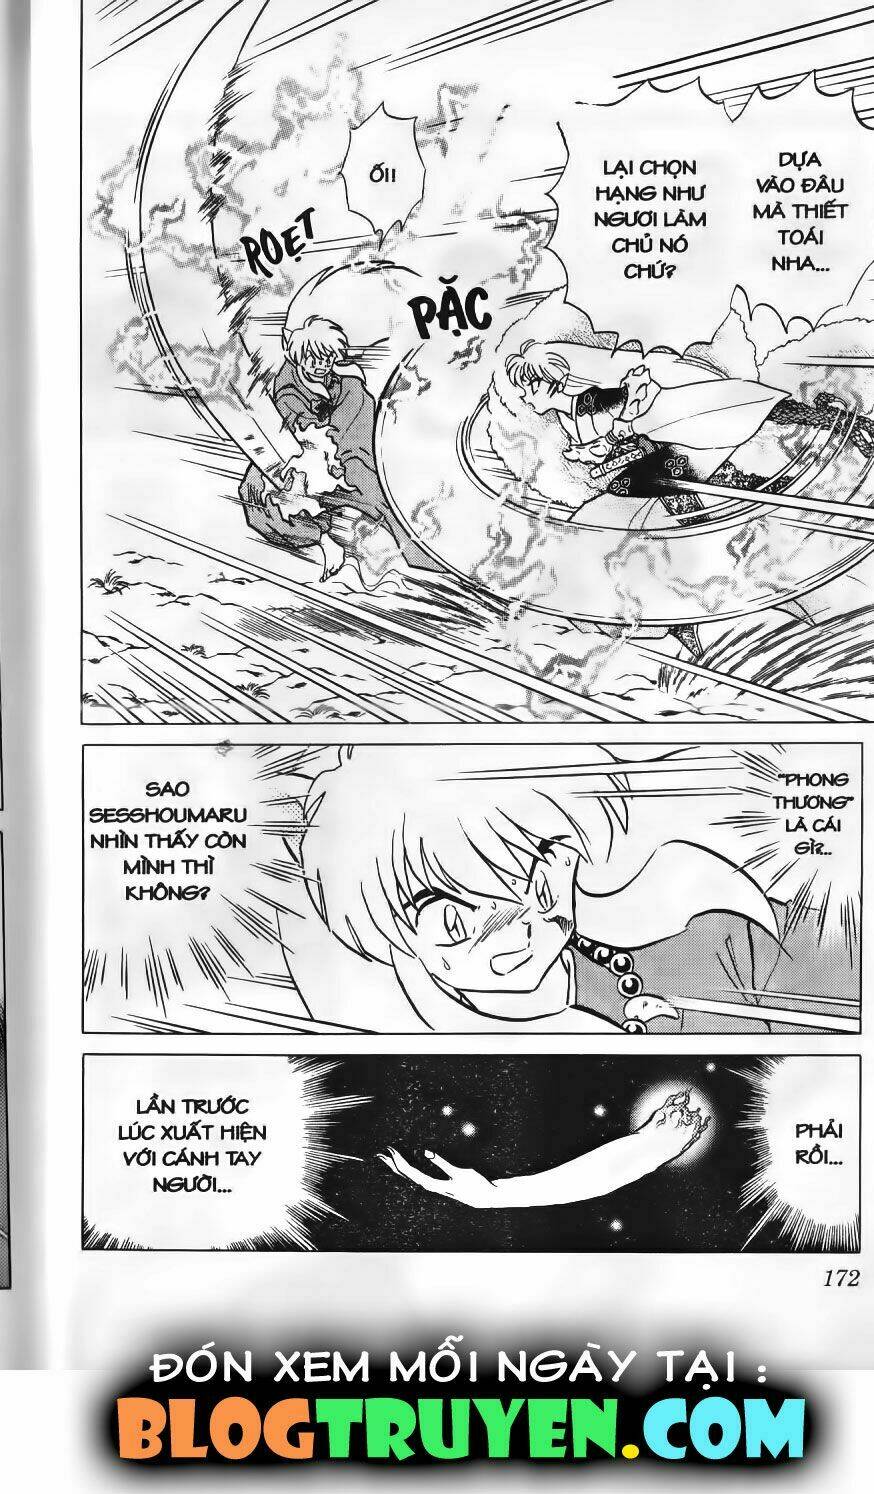 DỰA
VÀO ĐÂU
MÀ THIẾT
TOÁI
NHA...
LẠI CHỌN
HẠNG NHƯ
NGƯƠI LÀM
CHỦ NÓ
CHỨ?
ỐI!
ROẸT
PẶC
"PHONG
THƯƠNG"
LÀ CÁI
GÌ?...
SAO
SESSHOUMARU
NHÌN THẤY CÒN
MÌNH THÌ
KHÔNG?
PHẢI
RỒI...
LẦN TRƯỚC
LÚC XUẤT HIỆN
VỚI CÁNH TAY
NGƯỜI...
172
ĐÓN XEM MỖI NGÀY TẠI :
BLOGTRUYEN.COM